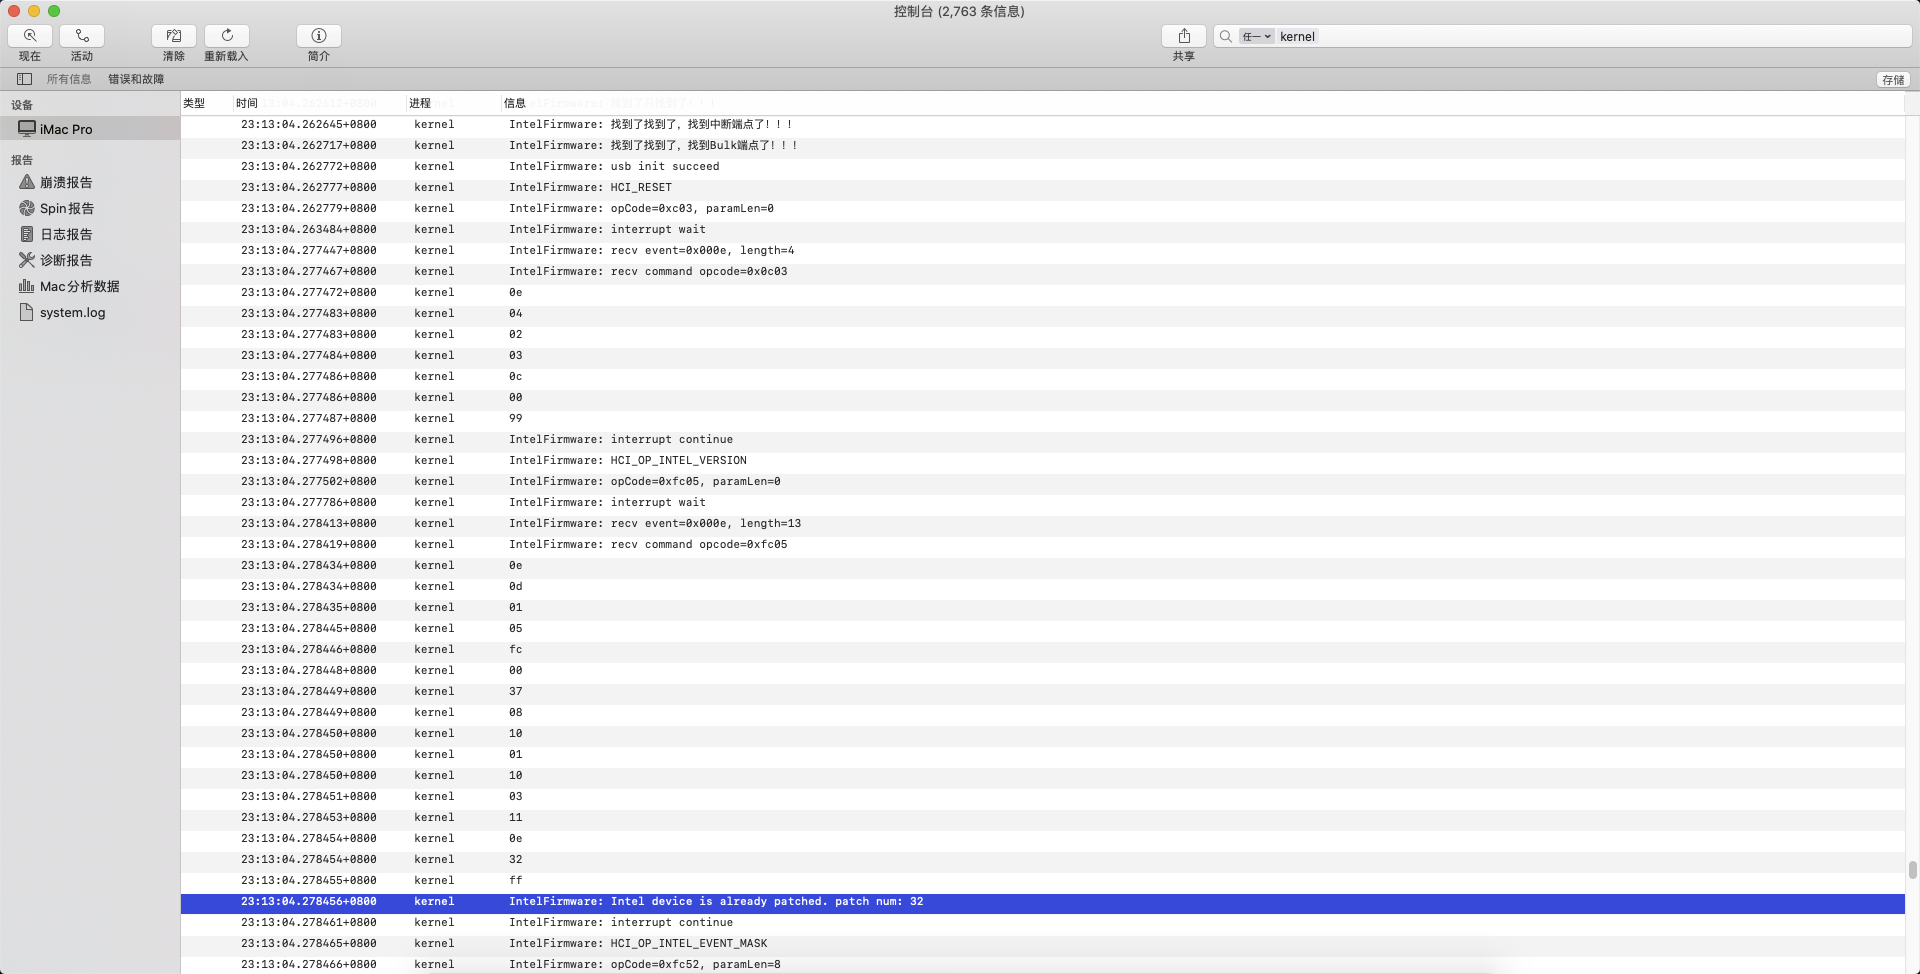 控制台 (2,763 条信息)
现在
活动
清除
重新载入
简介
共享
任一 kernel
所有信息 错误和故障
存储
设备
iMac Pro
报告
崩溃报告
Spin 报告
日志报告
诊断报告
Mac分析数据
system.log
类型 时间 进程 信息
23:13:04.262645+0800 kernel IntelFirmware: 找到了找到了，找到中断端点了！！！
23:13:04.262717+0800 kernel IntelFirmware: 找到了找到了，找到Bulk端点了！！！
23:13:04.262772+0800 kernel IntelFirmware: usb init succeed
23:13:04.262777+0800 kernel IntelFirmware: HCI_RESET
23:13:04.262779+0800 kernel IntelFirmware: opCode=0xc03, paramLen=0
23:13:04.263484+0800 kernel IntelFirmware: interrupt wait
23:13:04.277447+0800 kernel IntelFirmware: recv event=0x000e, length=4
23:13:04.277467+0800 kernel IntelFirmware: recv command opcode=0x0c03
23:13:04.277472+0800 kernel 0e
23:13:04.277483+0800 kernel 04
23:13:04.277483+0800 kernel 02
23:13:04.277484+0800 kernel 03
23:13:04.277486+0800 kernel 0c
23:13:04.277486+0800 kernel 00
23:13:04.277487+0800 kernel 99
23:13:04.277496+0800 kernel IntelFirmware: interrupt continue
23:13:04.277498+0800 kernel IntelFirmware: HCI_OP_INTEL_VERSION
23:13:04.277502+0800 kernel IntelFirmware: opCode=0xfc05, paramLen=0
23:13:04.277786+0800 kernel IntelFirmware: interrupt wait
23:13:04.278413+0800 kernel IntelFirmware: recv event=0x000e, length=13
23:13:04.278419+0800 kernel IntelFirmware: recv command opcode=0xfc05
23:13:04.278434+0800 kernel 0e
23:13:04.278434+0800 kernel 0d
23:13:04.278435+0800 kernel 01
23:13:04.278445+0800 kernel 05
23:13:04.278446+0800 kernel fc
23:13:04.278448+0800 kernel 00
23:13:04.278449+0800 kernel 37
23:13:04.278449+0800 kernel 08
23:13:04.278450+0800 kernel 10
23:13:04.278450+0800 kernel 01
23:13:04.278450+0800 kernel 10
23:13:04.278451+0800 kernel 03
23:13:04.278453+0800 kernel 11
23:13:04.278454+0800 kernel 0e
23:13:04.278454+0800 kernel 32
23:13:04.278455+0800 kernel ff
23:13:04.278456+0800 kernel IntelFirmware: Intel device is already patched. patch num: 32
23:13:04.278461+0800 kernel IntelFirmware: interrupt continue
23:13:04.278465+0800 kernel IntelFirmware: HCI_OP_INTEL_EVENT_MASK
23:13:04.278466+0800 kernel IntelFirmware: opCode=0xfc52, paramLen=8